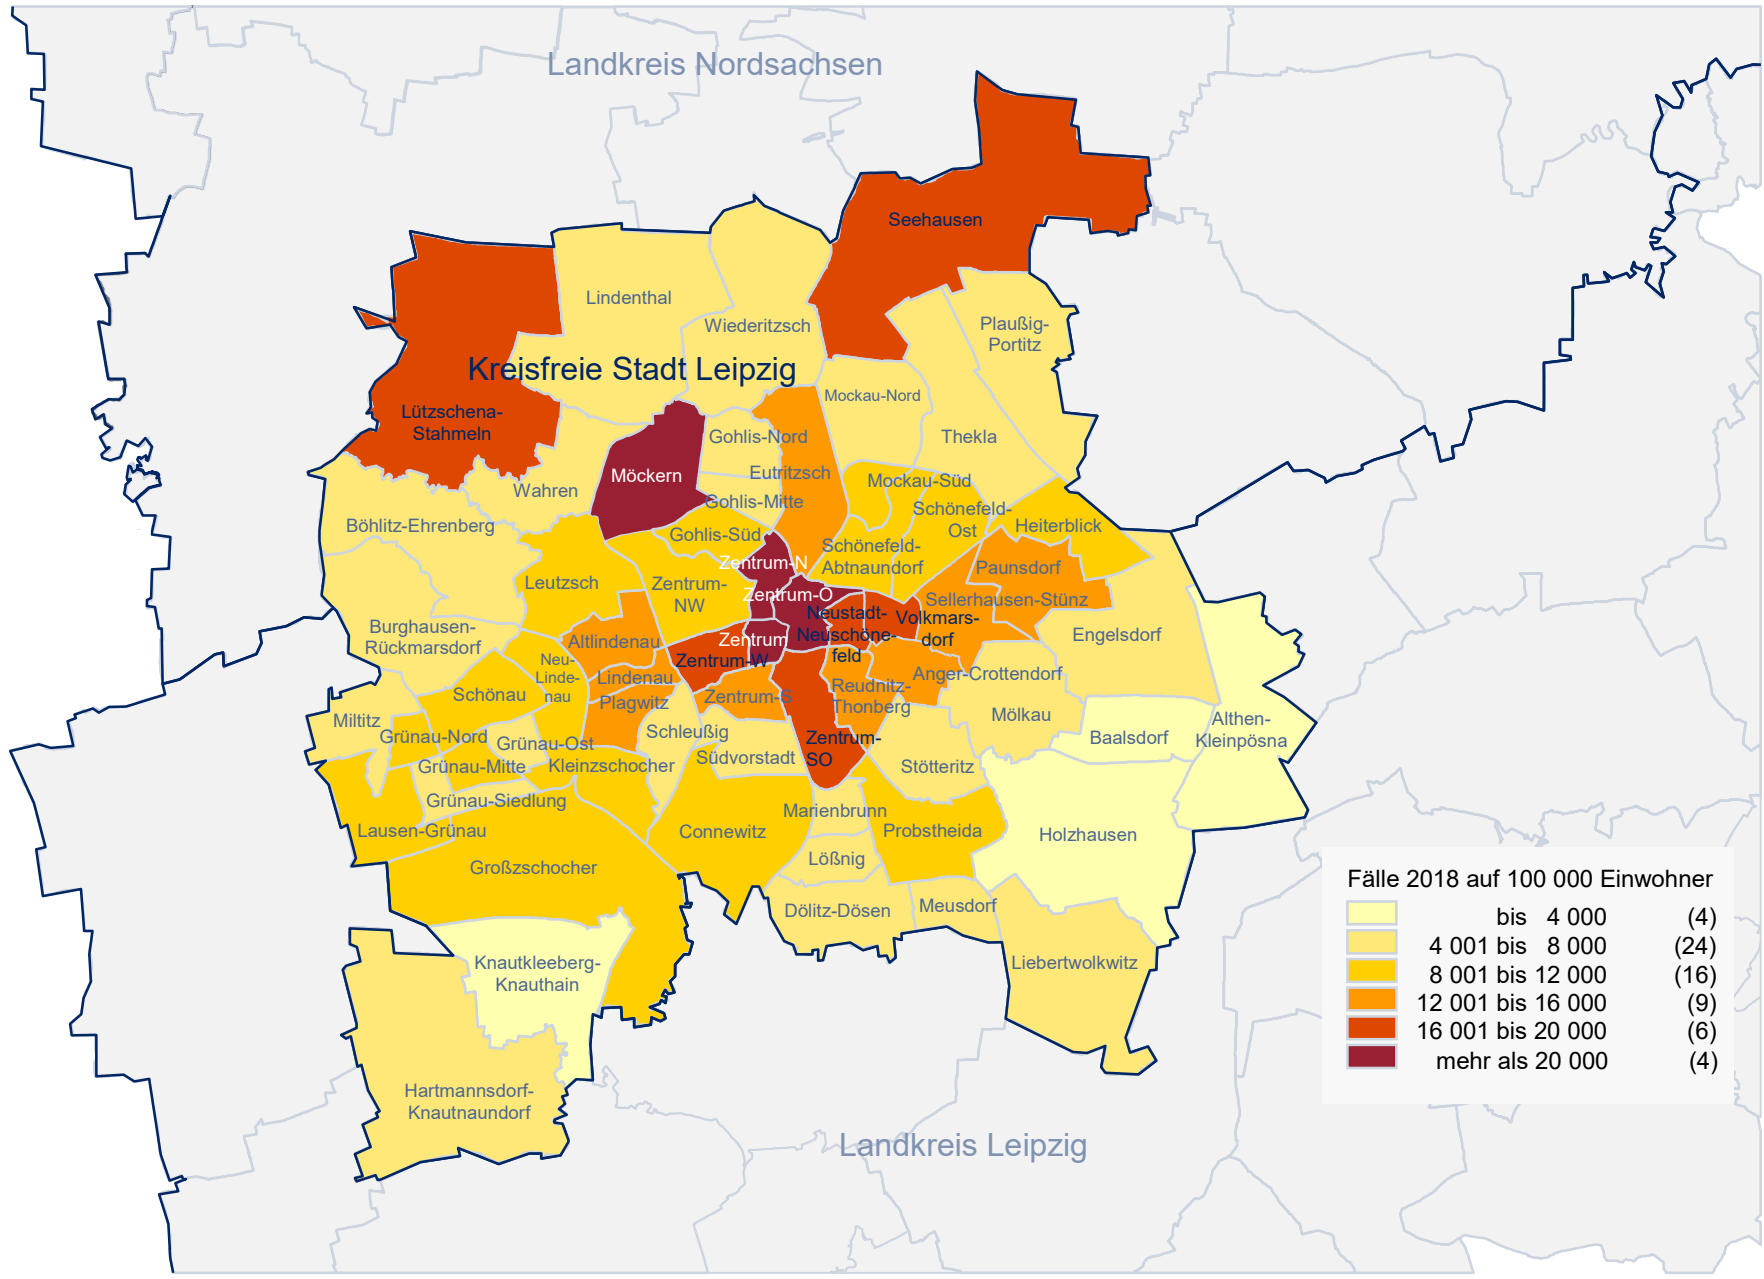 Landkreis Nordsachsen
Seehausen
Lindenthal
Wiederitzsch
Plaußig-
Portitz
Kreisfreie Stadt Leipzig
Mockau-Nord
Lützschena-
Stahmeln
Gohlis-Nord
Thekla
Möckern
Eutritzsch
Mockau-Süd
Wahren
Gohlis-Mitte
Schönefeld-
Ost
Böhlitz-Ehrenberg
Heiterblick
Gohlis-Süd
Schönefeld-
Abtnaundorf
Zentrum-N
Paunsdorf
Leutzsch
Zentrum-
NW
Zentrum-O
Sellerhausen-Stünz
Neustadt-
Neuschöne-
feld
Volkmars-
dorf
Burghausen-
Rückmarsdorf
Altlindenau
Zentrum
Engelsdorf
Neu-
Linde-
nau
Zentrum-W
Lindenau
Anger-Crottendorf
Schönau
Plagwitz
Zentrum-S
Reudnitz-
Thonberg
Miltitz
Mölkau
Althen-
Kleinpösna
Schleußig
Grünau-Nord
Grünau-Ost
Baalsdorf
Zentrum-
SO
Südvorstadt
Grünau-Mitte
Kleinzschocher
Stötteritz
Grünau-Siedlung
Marienbrunn
Lausen-Grünau
Connewitz
Probstheida
Holzhausen
Lößnig
Großzschocher
Dölitz-Dösen
Meusdorf
Knautkleeberg-
Knauthain
Liebertwolkwitz
Hartmannsdorf-
Knautnaundorf
Landkreis Leipzig
Fälle 2018 auf 100 000 Einwohner
bis 4 000 (4)
4 001 bis 8 000 (24)
8 001 bis 12 000 (16)
12 001 bis 16 000 (9)
16 001 bis 20 000 (6)
mehr als 20 000 (4)